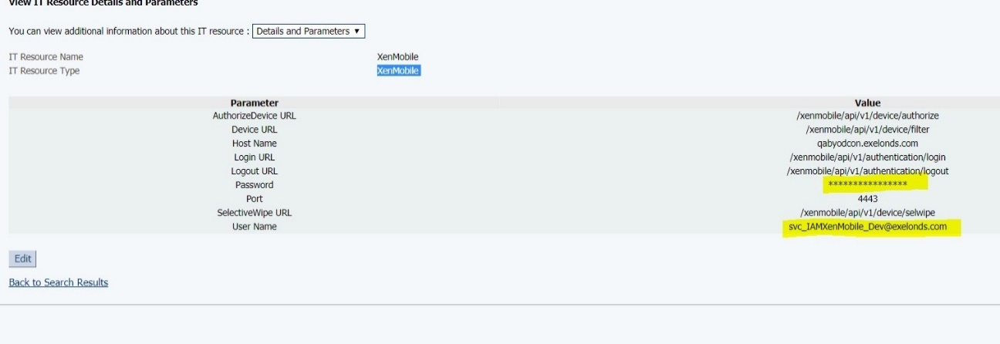 View IT Resource Details and Parameters
You can view additional information about this IT resource : Details and Parameters ▼
IT Resource Name XenMobile
IT Resource Type XenMobile
Parameter Value
AuthorizeDevice URL /xenmobile/api/v1/device/authorize
Device URL /xenmobile/api/v1/device/filter
Host Name qabyodcon.exelonds.com
Login URL /xenmobile/api/v1/authentication/login
Logout URL /xenmobile/api/v1/authentication/logout
Password ****************
Port 4443
SelectiveWipe URL /xenmobile/api/v1/device/selwipe
User Name svc_IAMXenMobile_Dev@exelonds.com
Edit
Back to Search Results